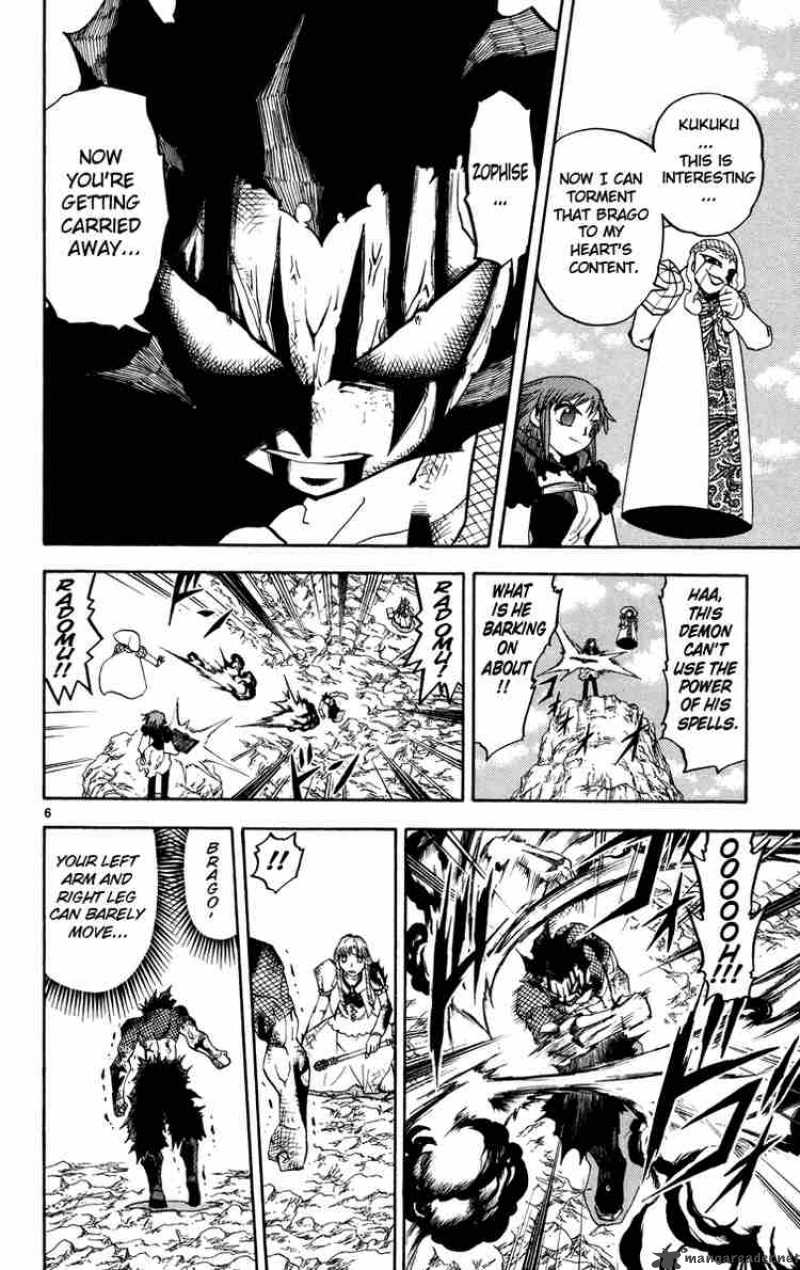 KUKUKU
...
THIS IS
INTERESTING
...
NOW I CAN
TORMENT
THAT BRAGO
TO MY
HEART'S
CONTENT.
ZOPHISE
...
NOW
YOU'RE
GETTING
CARRIED
AWAY...
HAA,
THIS
DEMON
CAN'T
USE THE
POWER
OF HIS
SPELLS.
WHAT
IS HE
BARKING
ON
ABOUT
!!
RADOMU!
RADOMU!!
6
OOOOOH!!!
!!
BRAGO,
YOUR LEFT
ARM AND
RIGHT LEG
CAN BARELY
MOVE...
mangareader.net